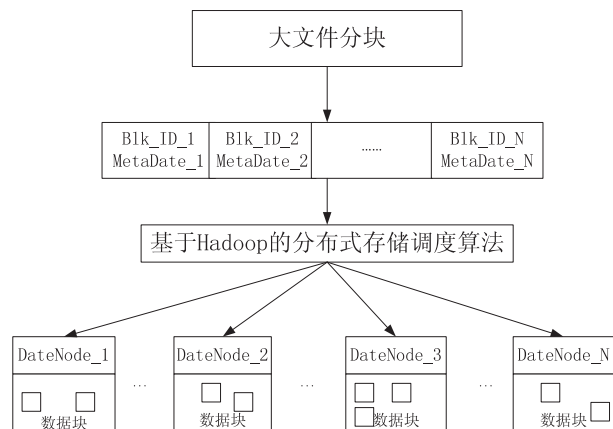 大文件分块
Blk_ID_1 Blk_ID_2 …… Blk_ID_N
MetaDate_1 MetaDate_2 MetaDate_N
基于Hadoop的分布式存储调度算法
DateNode_1 DateNode_2 DateNode_3 DateNode_N
… … …
数据块 数据块 数据块 数据块